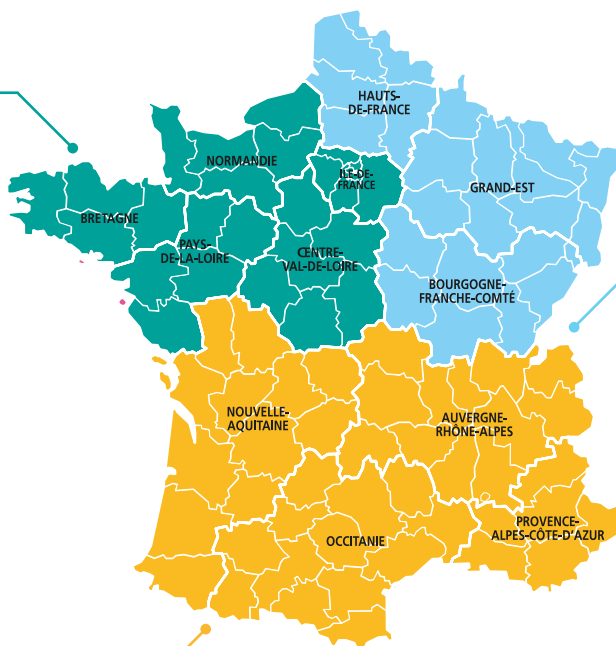 HAUTS-
DE-FRANCE
NORMANDIE
ILE-DE-
FRANCE
GRAND-EST
BRETAGNE
PAYS-
DE-LA-LOIRE
CENTRE-
VAL-DE-LOIRE
BOURGOGNE-
FRANCHE-COMTÉ
NOUVELLE-
AQUITAINE
AUVERGNE-
RHÔNE-ALPES
OCCITANIE
PROVENCE-
ALPES-CÔTE-D'AZUR